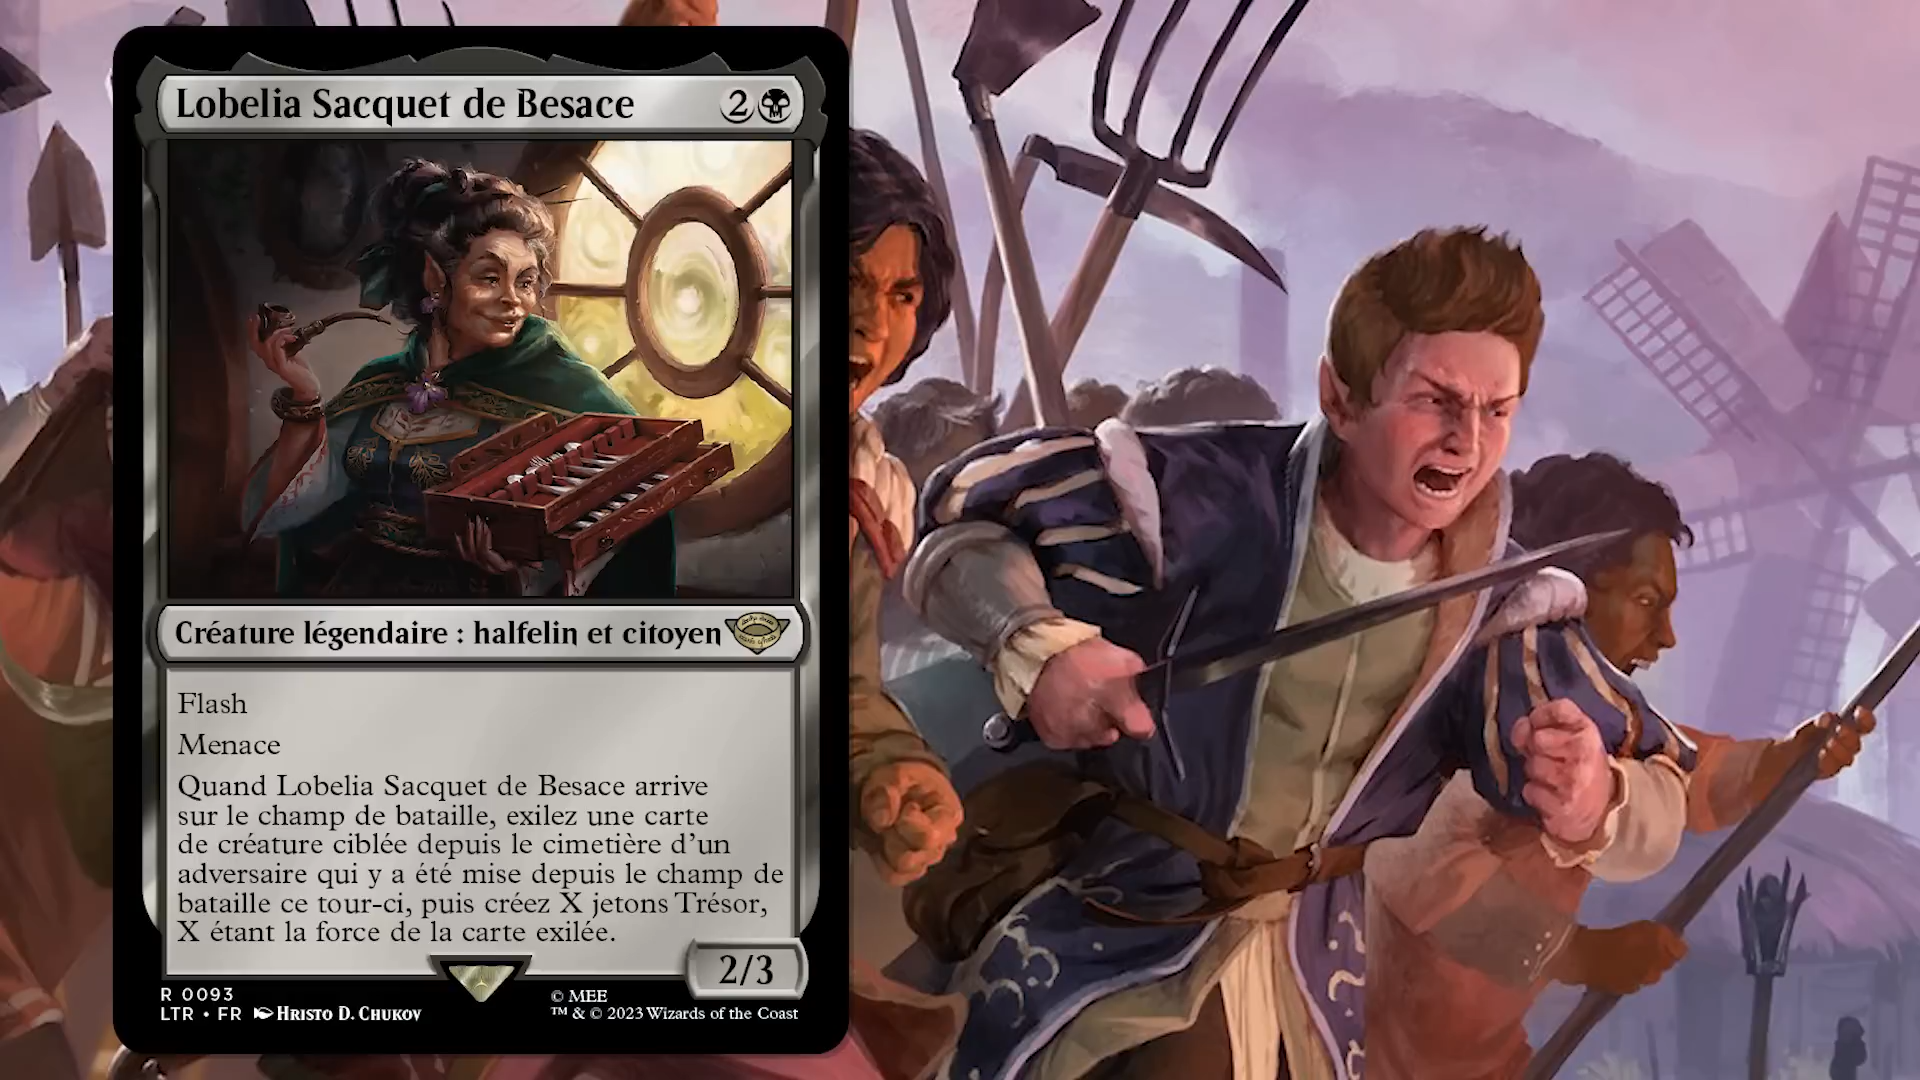 Lobelia Sacquet de Besace 2
Créature légendaire : halfelin et citoyen
Flash
Menace
Quand Lobelia Sacquet de Besace arrive
sur le champ de bataille, exilez une carte
de créature ciblée depuis le cimetière d’un
adversaire qui y a été mise depuis le champ de
bataille ce tour-ci, puis créez X jetons Trésor,
X étant la force de la carte exilée.
2/3
R 0093
LTR • FR Hristo D. Chukov
© MEE
™ & © 2023 Wizards of the Coast